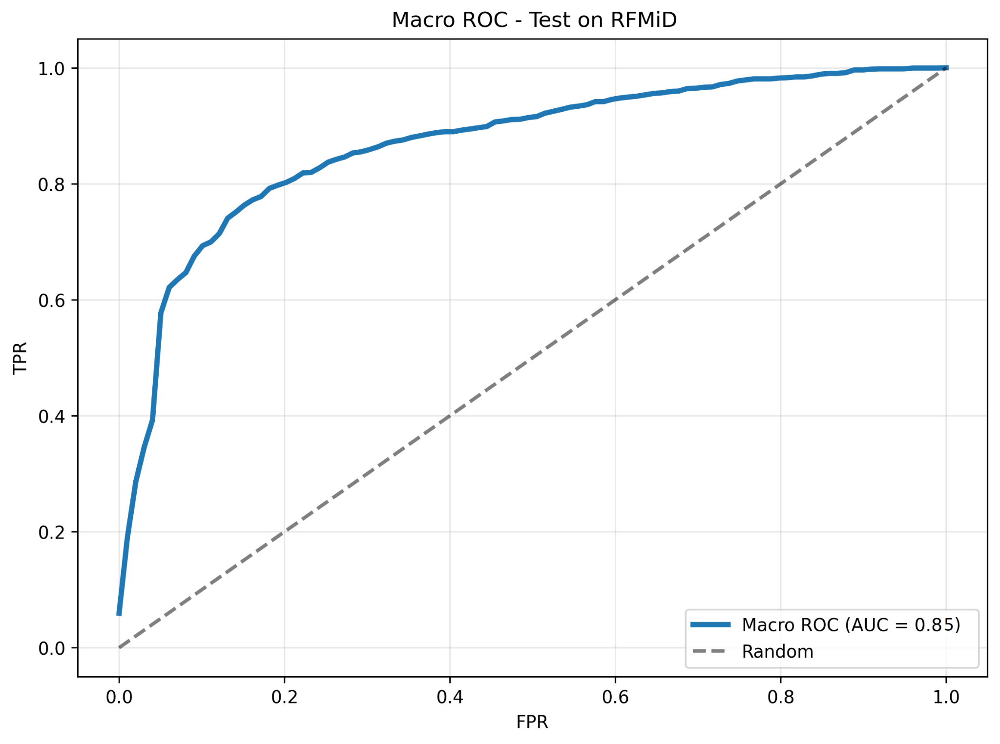 Macro ROC - Test on RFMiD
1.0
0.8
0.6
0.4
0.2
0.0
TPR
0.0 0.2 0.4 0.6 0.8 1.0
FPR
Macro ROC (AUC = 0.85)
Random